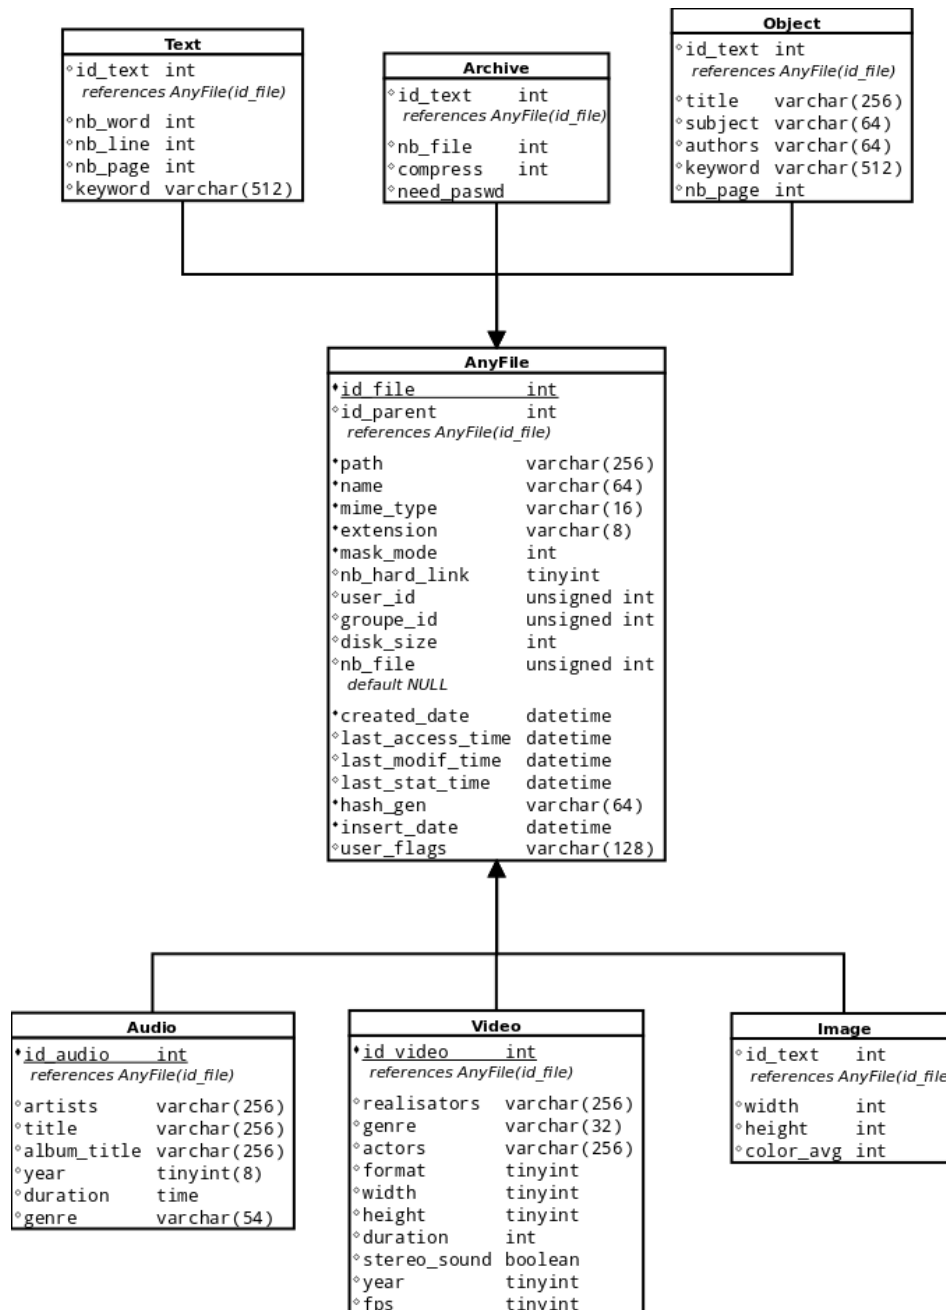 Text
id_text int
references AnyFile(id_file)
nb_word int
nb_line int
nb_page int
keyword varchar(512)
Archive
id_text int
references AnyFile(id_file)
nb_file int
compress int
need_paswd
Object
id_text int
references AnyFile(id_file)
title varchar(256)
subject varchar(64)
authors varchar(64)
keyword varchar(512)
nb_page int
AnyFile
id_file int
id_parent int
references AnyFile(id_file)
path varchar(256)
name varchar(64)
mime_type varchar(16)
extension varchar(8)
mask_mode int
nb_hard_link tinyint
user_id unsigned int
groupe_id unsigned int
disk_size int
nb_file unsigned int
default NULL
created_date datetime
last_access_time datetime
last_modif_time datetime
last_stat_time datetime
hash_gen varchar(64)
insert_date datetime
user_flags varchar(128)
Audio
id_audio int
references AnyFile(id_file)
artists varchar(256)
title varchar(256)
album_title varchar(256)
year tinyint(8)
duration time
genre varchar(54)
Video
id_video int
references AnyFile(id_file)
realisators varchar(256)
genre varchar(32)
actors varchar(256)
format tinyint
width tinyint
height tinyint
duration int
stereo_sound boolean
year tinyint
fps tinyint
Image
id_text int
references AnyFile(id_file
width int
height int
color_avg int